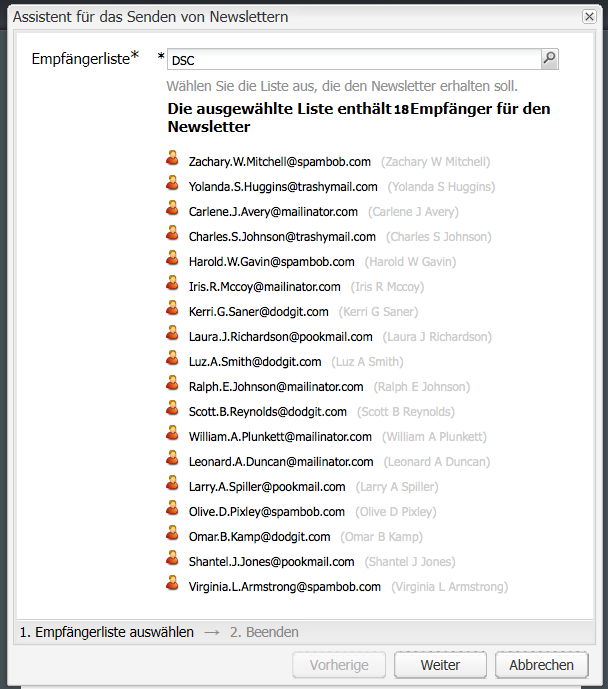 Assistent für das Senden von Newslettern
Empfängerliste* * DSC
Wählen Sie die Liste aus, die den Newsletter erhalten soll.
Die ausgewählte Liste enthält 18Empfänger für den
Newsletter
Zachary.W.Mitchell@spambob.com (Zachary W Mitchell)
Yolanda.S.Huggins@trashymail.com (Yolanda S Huggins)
Carlene.J.Avery@mailinator.com (Carlene J Avery)
Charles.S.Johnson@trashymail.com (Charles S Johnson)
Harold.W.Gavin@spambob.com (Harold W Gavin)
Iris.R.Mccoy@mailinator.com (Iris R Mccoy)
Kerri.G.Saner@dodgit.com (Kerri G Saner)
Laura.J.Richardson@pookmail.com (Laura J Richardson)
Luz.A.Smith@dodgit.com (Luz A Smith)
Ralph.E.Johnson@mailinator.com (Ralph E Johnson)
Scott.B.Reynolds@dodgit.com (Scott B Reynolds)
William.A.Plunkett@mailinator.com (William A Plunkett)
Leonard.A.Duncan@mailinator.com (Leonard A Duncan)
Larry.A.Spiller@pookmail.com (Larry A Spiller)
Olive.D.Pixley@spambob.com (Olive D Pixley)
Omar.B.Kamp@dodgit.com (Omar B Kamp)
Shantel.J.Jones@pookmail.com (Shantel J Jones)
Virginia.L.Armstrong@spambob.com (Virginia L Armstrong)
1. Empfängerliste auswählen → 2. Beenden
Vorherige Weiter Abbrechen